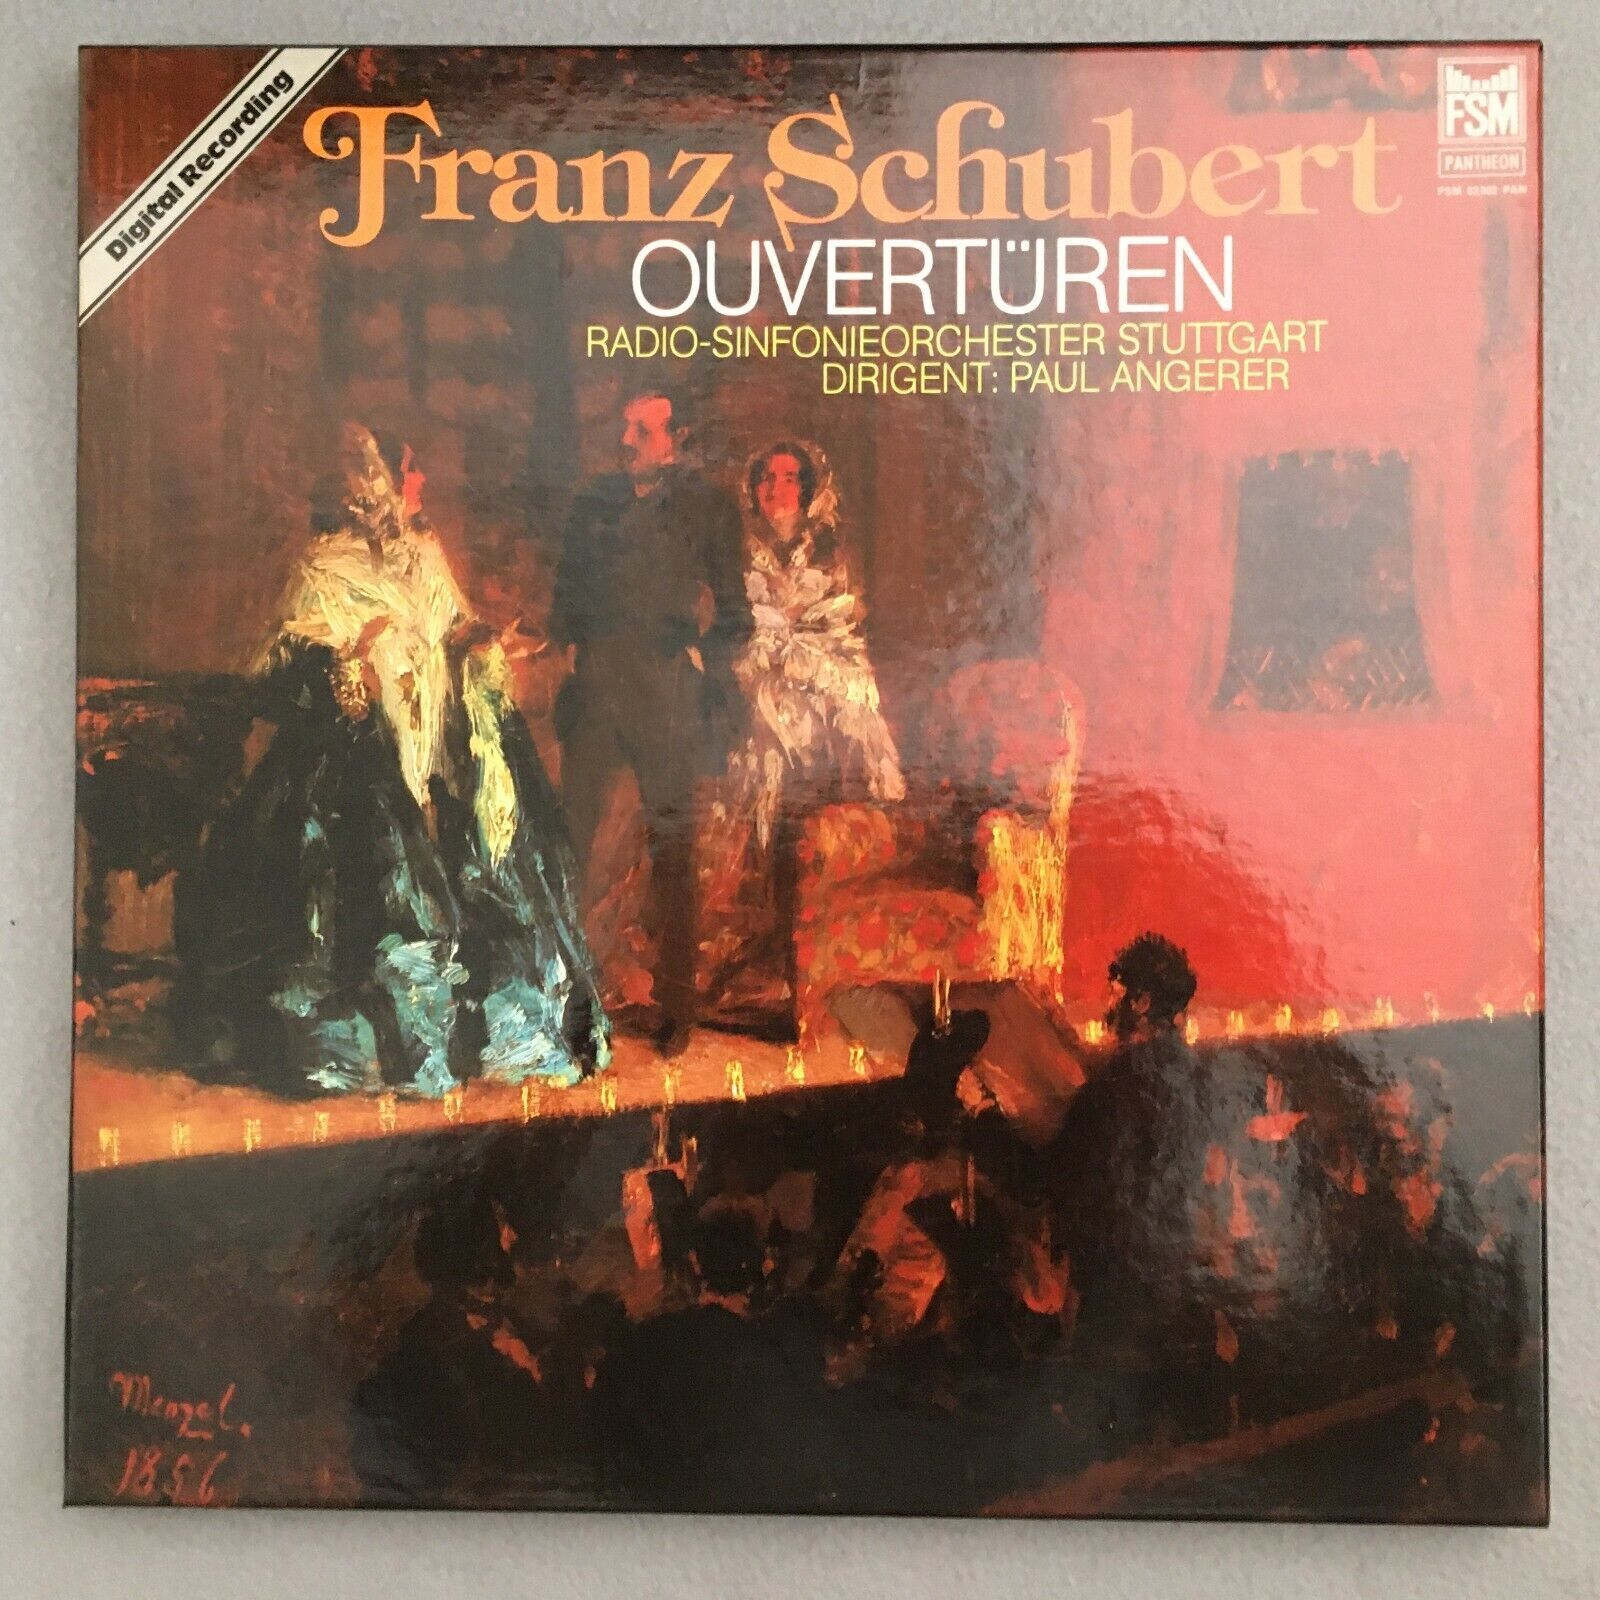 Digital Recording
Franz Schubert
OUVERTÜREN
RADIO-SINFONIEORCHESTER STUTTGART
DIRIGENT: PAUL ANGERER
FSM
PANTHEON
Menzel.
1856